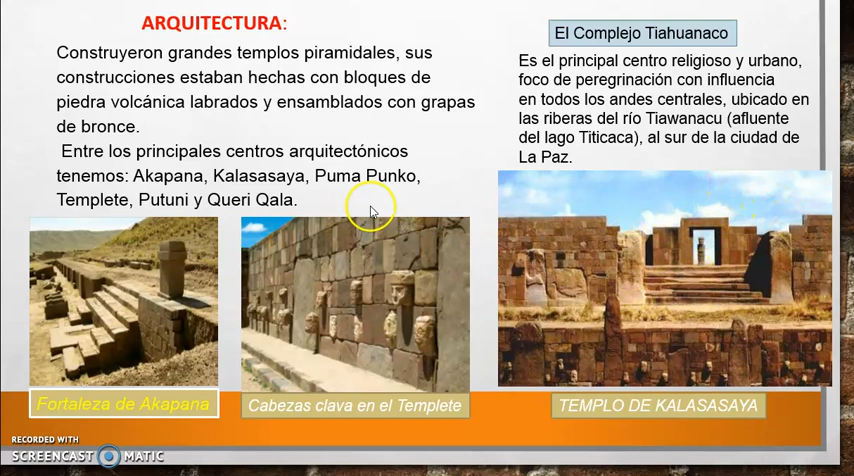 ARQUITECTURA:
Construyeron grandes templos piramidales, sus
construcciones estaban hechas con bloques de
piedra volcánica labrados y ensamblados con grapas
de bronce.
Entre los principales centros arquitectónicos
tenemos: Akapana, Kalasasaya, Puma Punko,
Templete, Putuni y Queri Qala.
El Complejo Tiahuanaco
Es el principal centro religioso y urbano,
foco de peregrinación con influencia
en todos los andes centrales, ubicado en
las riberas del río Tiawanacu (afluente
del lago Titicaca), al sur de la ciudad de
La Paz.
Fortaleza de Akapana
Cabezas clava en el Templete
TEMPLO DE KALASASAYA
RECORDED WITH
SCREENCAST MATIC